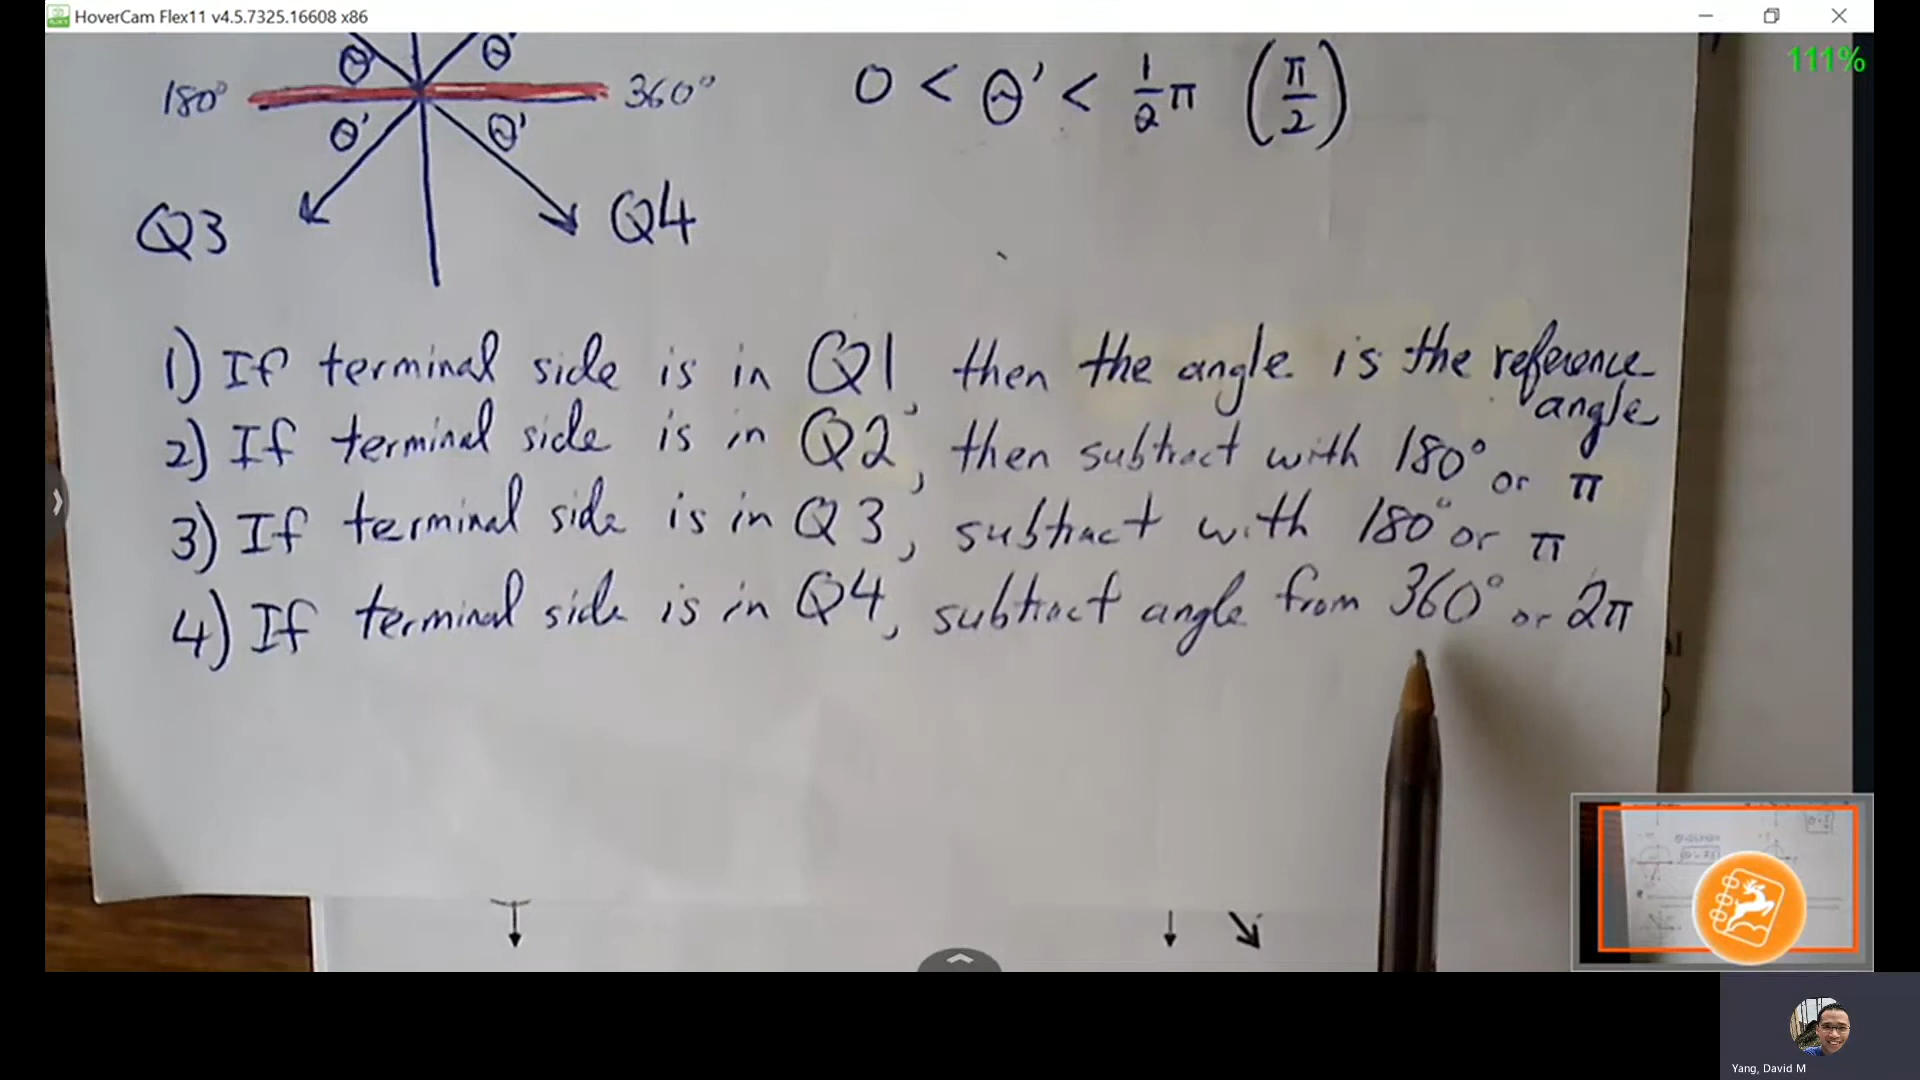 HoverCam Flex11 v4.5.7325.16608 x86
111%
θ' θ'
180° 360°
θ' θ'
0 < θ' < 1/2 π (π/2)
Q3 Q4
1) If terminal side is in Q1, then the angle is the reference
angle
2) If terminal side is in Q2, then subtract with 180° or π
3) If terminal side is in Q3, subtract with 180° or π
4) If terminal side is in Q4, subtract angle from 360° or 2π
Yang, David M